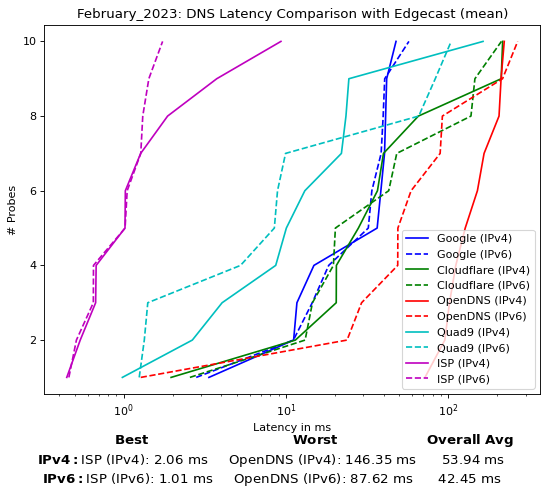 February_2023: DNS Latency Comparison with Edgecast (mean)
# Probes
10
8
6
4
2
Google (IPv4)
Google (IPv6)
Cloudflare (IPv4)
Cloudflare (IPv6)
OpenDNS (IPv4)
OpenDNS (IPv6)
Quad9 (IPv4)
Quad9 (IPv6)
ISP (IPv4)
ISP (IPv6)
10⁰ 10¹ 10²
Latency in ms
Best Worst Overall Avg
IPv4: ISP (IPv4): 2.06 ms OpenDNS (IPv4): 146.35 ms 53.94 ms
IPv6: ISP (IPv6): 1.01 ms OpenDNS (IPv6): 87.62 ms 42.45 ms